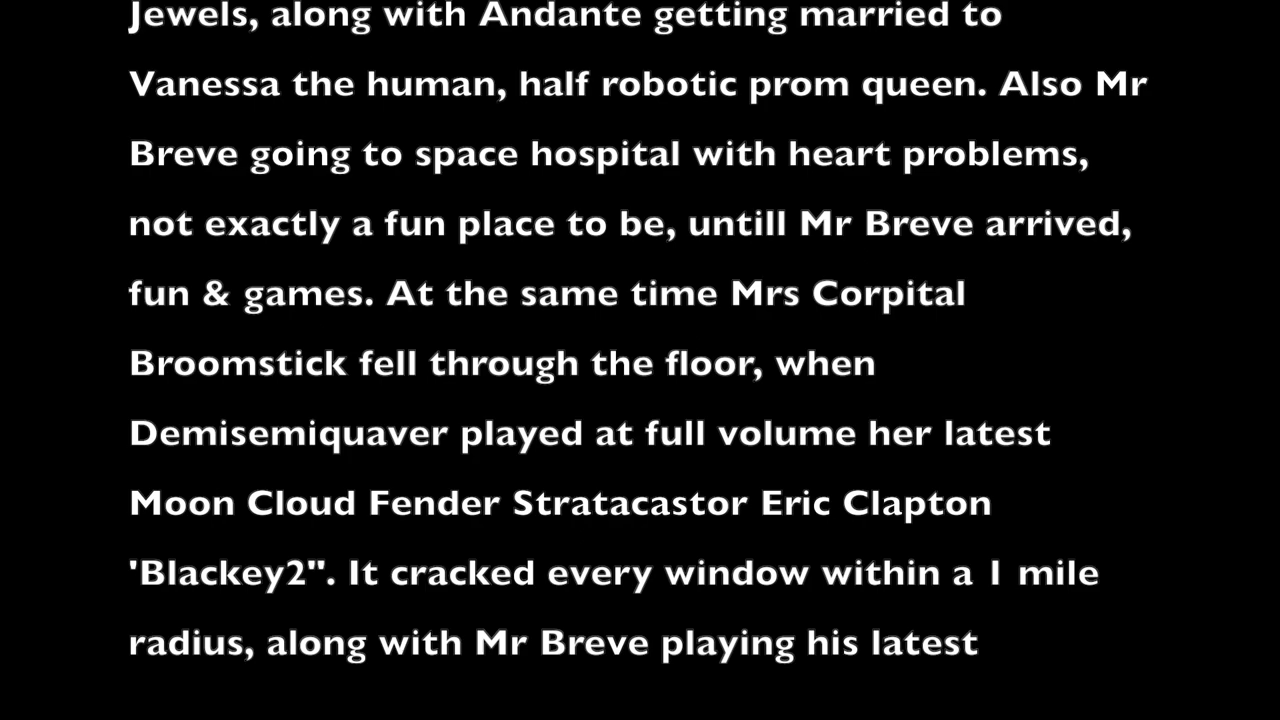 Jewels, along with Andante getting married to
Vanessa the human, half robotic prom queen. Also Mr
Breve going to space hospital with heart problems,
not exactly a fun place to be, untill Mr Breve arrived,
fun & games. At the same time Mrs Corpital
Broomstick fell through the floor, when
Demisemiquaver played at full volume her latest
Moon Cloud Fender Stratacastor Eric Clapton
'Blackey2". It cracked every window within a 1 mile
radius, along with Mr Breve playing his latest